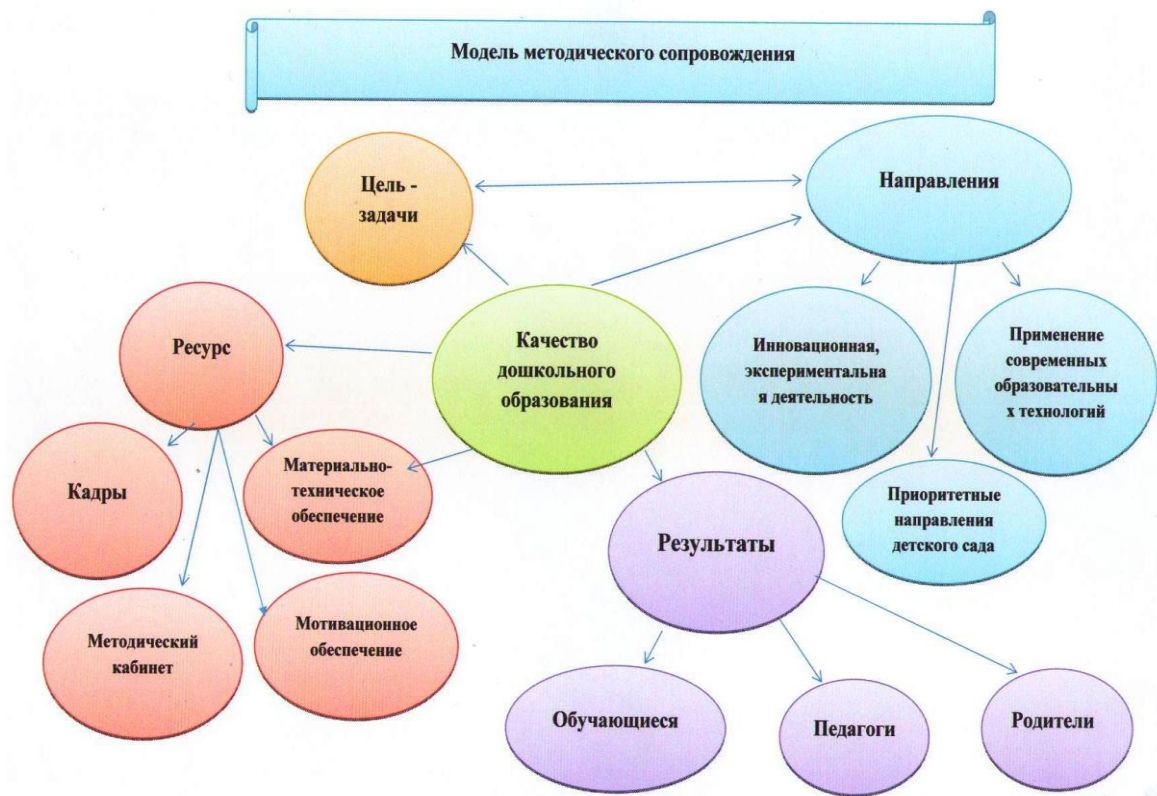 Модель методического сопровождения
Цель -
задачи
Направления
Ресурс
Качество
дошкольного
образования
Инновационная,
экспериментальна
я деятельность
Применение
современных
образовательны
х технологий
Кадры
Материально-
техническое
обеспечение
Приоритетные
направления
детского сада
Результаты
Методический
кабинет
Мотивационное
обеспечение
Обучающиеся
Педагоги
Родители